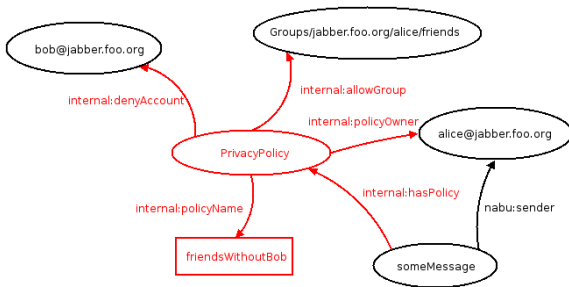 Groups/jabber.foo.org/alice/friends
bob@jabber.foo.org
internal:denyAccount
internal:allowGroup
internal:policyOwner
alice@jabber.foo.org
PrivacyPolicy
internal:hasPolicy
nabu:sender
internal:policyName
friendsWithoutBob
someMessage